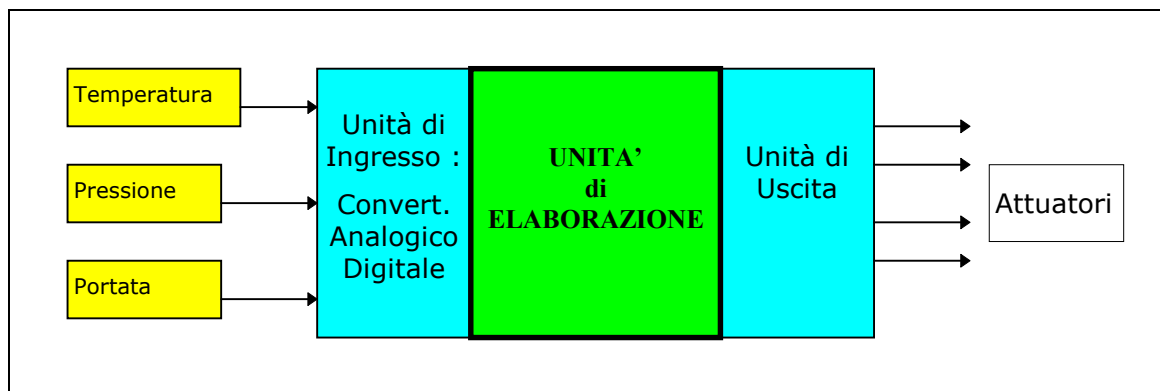 Temperatura
Pressione
Portata
Unità di
Ingresso :
Convert.
Analogico
Digitale
UNITA’
di
ELABORAZIONE
Unità di
Uscita
Attuatori